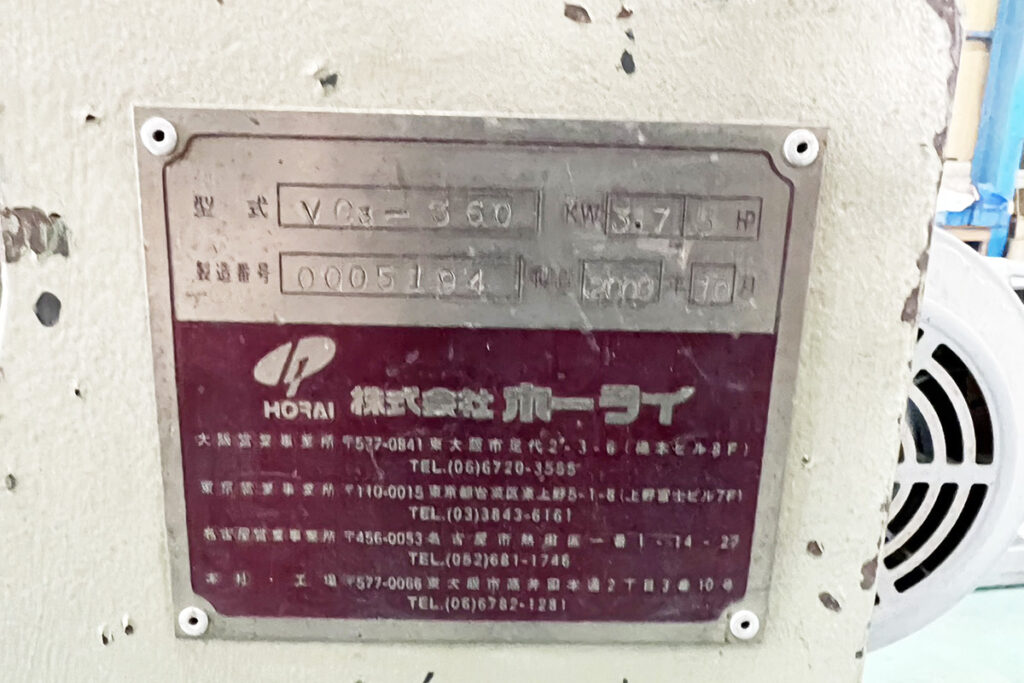 型式 VC3-360 KW 3.7 5 HP
製造番号 0005194 2000 年 10 月
HORAI 株式会社ホーライ
大阪営業事業所 〒577-0841 東大阪市足代2-3-6(橋本ビル8F)
TEL.(06)6720-3585
東京営業事業所 〒110-0015 東京都台東区東上野5-1-8(上野富士ビル7F)
TEL.(03)3843-6161
名古屋営業事業所 〒456-0053 名古屋市熱田区一番1-14-27
TEL.(052)681-1746
本社・工場 〒577-0066 東大阪市高井田本通2丁目3番10号
TEL.(06)6782-1281